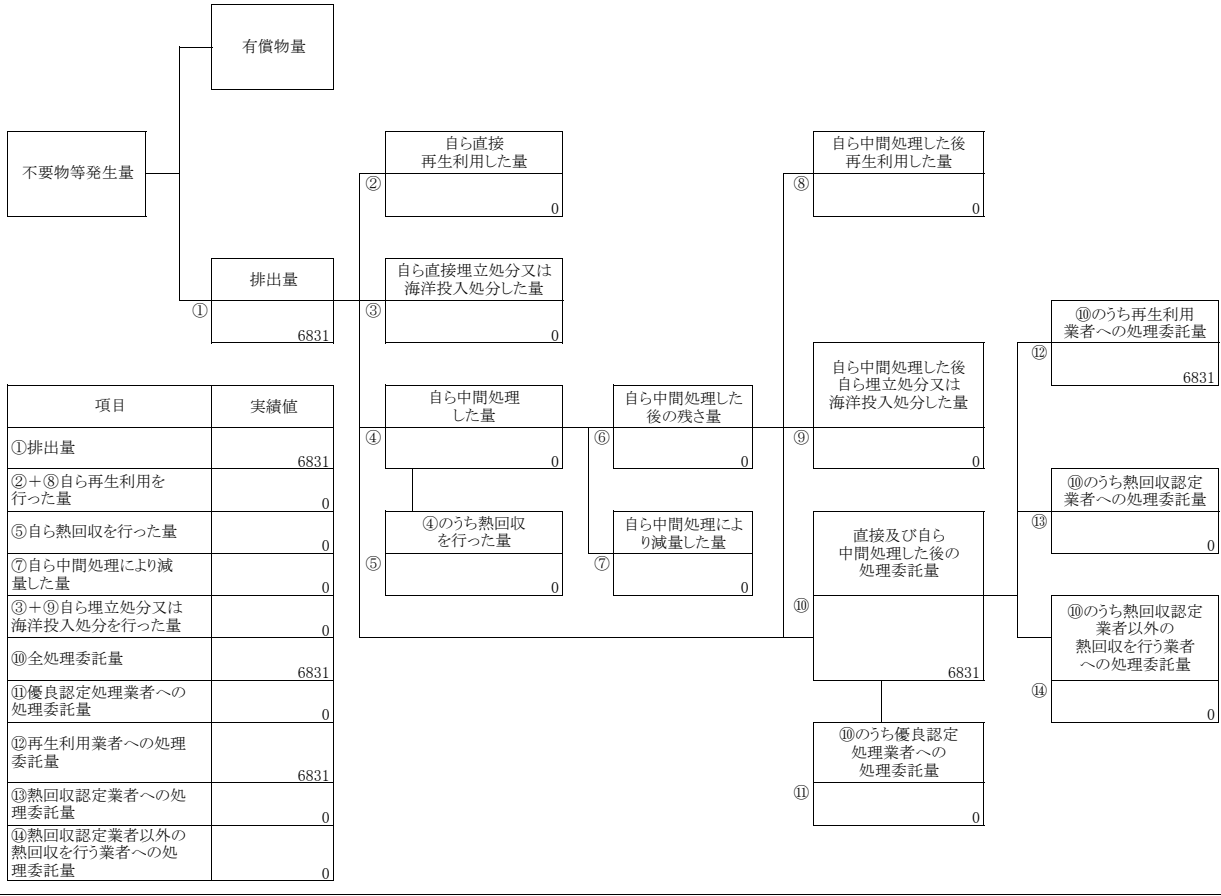 有償物量
不要物等発生量
自ら直接
再生利用した量
②
0
自ら中間処理した後
再生利用した量
⑧
0
排出量
①
6831
自ら直接埋立処分又は
海洋投入処分した量
③
0
⑩のうち再生利用
業者への処理委託量
⑫
6831
自ら中間処理
した量
④
0
自ら中間処理した
後の残さ量
⑥
0
自ら中間処理した後
自ら埋立処分又は
海洋投入処分した量
⑨
0
⑩のうち熱回収認定
業者への処理委託量
⑬
0
④のうち熱回収
を行った量
⑤
0
自ら中間処理によ
り減量した量
⑦
0
直接及び自ら
中間処理した後の
処理委託量
⑩
6831
⑩のうち熱回収認定
業者以外の
熱回収を行う業者
への処理委託量
⑭
0
⑩のうち優良認定
処理業者への
処理委託量
⑪
0
項目 実績値
①排出量
6831
②＋⑧自ら再生利用を
行った量
0
⑤自ら熱回収を行った量
0
⑦自ら中間処理により減
量した量
0
③＋⑨自ら埋立処分又は
海洋投入処分を行った量
0
⑩全処理委託量
6831
⑪優良認定処理業者への
処理委託量
0
⑫再生利用業者への処理
委託量
6831
⑬熱回収認定業者への処
理委託量
0
⑭熱回収認定業者以外の
熱回収を行う業者への処
理委託量
0